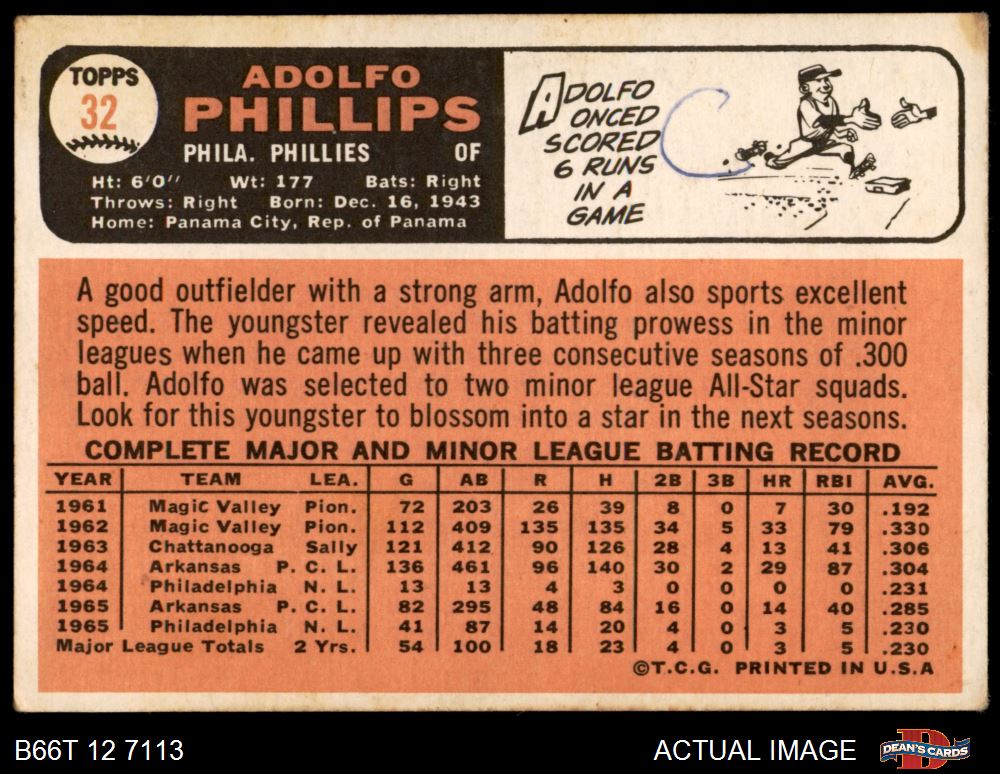 TOPPS
32
ADOLFO
PHILLIPS
PHILA. PHILLIES OF
Ht: 6'0" Wt: 177 Bats: Right
Throws: Right Born: Dec. 16, 1943
Home: Panama City, Rep. of Panama
ADOLFO
ONCED
SCORED
6 RUNS
IN A
GAME
C
A good outfielder with a strong arm, Adolfo also sports excellent
speed. The youngster revealed his batting prowess in the minor
leagues when he came up with three consecutive seasons of .300
ball. Adolfo was selected to two minor league All-Star squads.
Look for this youngster to blossom into a star in the next seasons.
COMPLETE MAJOR AND MINOR LEAGUE BATTING RECORD
YEAR TEAM LEA. G AB R H 2B 3B HR RBI AVG.
1961 Magic Valley Pion. 72 203 26 39 8 0 7 30 .192
1962 Magic Valley Pion. 112 409 135 135 34 5 33 79 .330
1963 Chattanooga Sally 121 412 90 126 28 4 13 41 .306
1964 Arkansas P. C. L. 136 461 96 140 30 2 29 87 .304
1964 Philadelphia N. L. 13 13 4 3 0 0 0 0 .231
1965 Arkansas P. C. L. 82 295 48 84 16 0 14 40 .285
1965 Philadelphia N. L. 41 87 14 20 4 0 3 5 .230
Major League Totals 2 Yrs. 54 100 18 23 4 0 3 5 .230
©T.C.G. PRINTED IN U.S.A
B66T 12 7113
ACTUAL IMAGE
DEAN'S CARDS